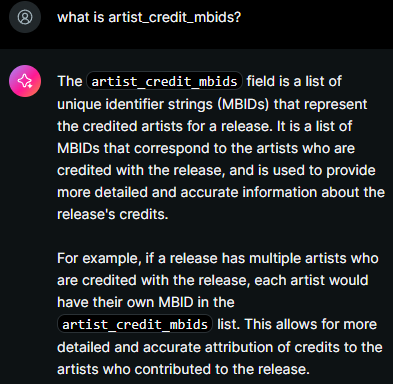 what is artist_credit_mbids?
The artist_credit_mbids field is a list of
unique identifier strings (MBIDs) that represent
the credited artists for a release. It is a list of
MBIDs that correspond to the artists who are
credited with the release, and is used to provide
more detailed and accurate information about the
release's credits.
For example, if a release has multiple artists who
are credited with the release, each artist would
have their own MBID in the
artist_credit_mbids list. This allows for more
detailed and accurate attribution of credits to the
artists who contributed to the release.